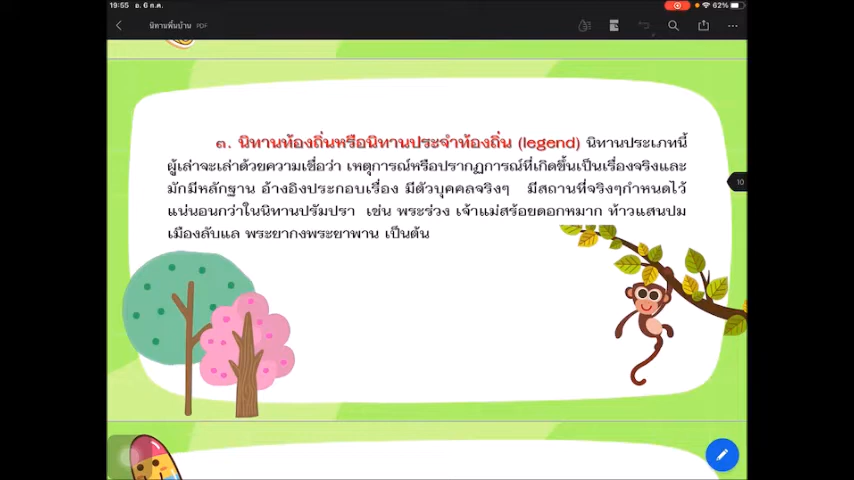 19:55 อ. 6 ก.ค.
62%
นิทานพื้นบ้าน PDF
๓. นิทานท้องถิ่นหรือนิทานประจำท้องถิ่น (legend) นิทานประเภทนี้
ผู้เล่าจะเล่าด้วยความเชื่อว่า เหตุการณ์หรือปรากฏการณ์ที่เกิดขึ้นเป็นเรื่องจริงและ
มักมีหลักฐาน อ้างอิงประกอบเรื่อง มีตัวบุคคลจริงๆ มีสถานที่จริงๆกำหนดไว้
แน่นอนกว่าในนิทานปรัมปรา เช่น พระร่วง เจ้าแม่สร้อยดอกหมาก ท้าวแสนปม
เมืองลับแล พระยากงพระยาพาน เป็นต้น
10